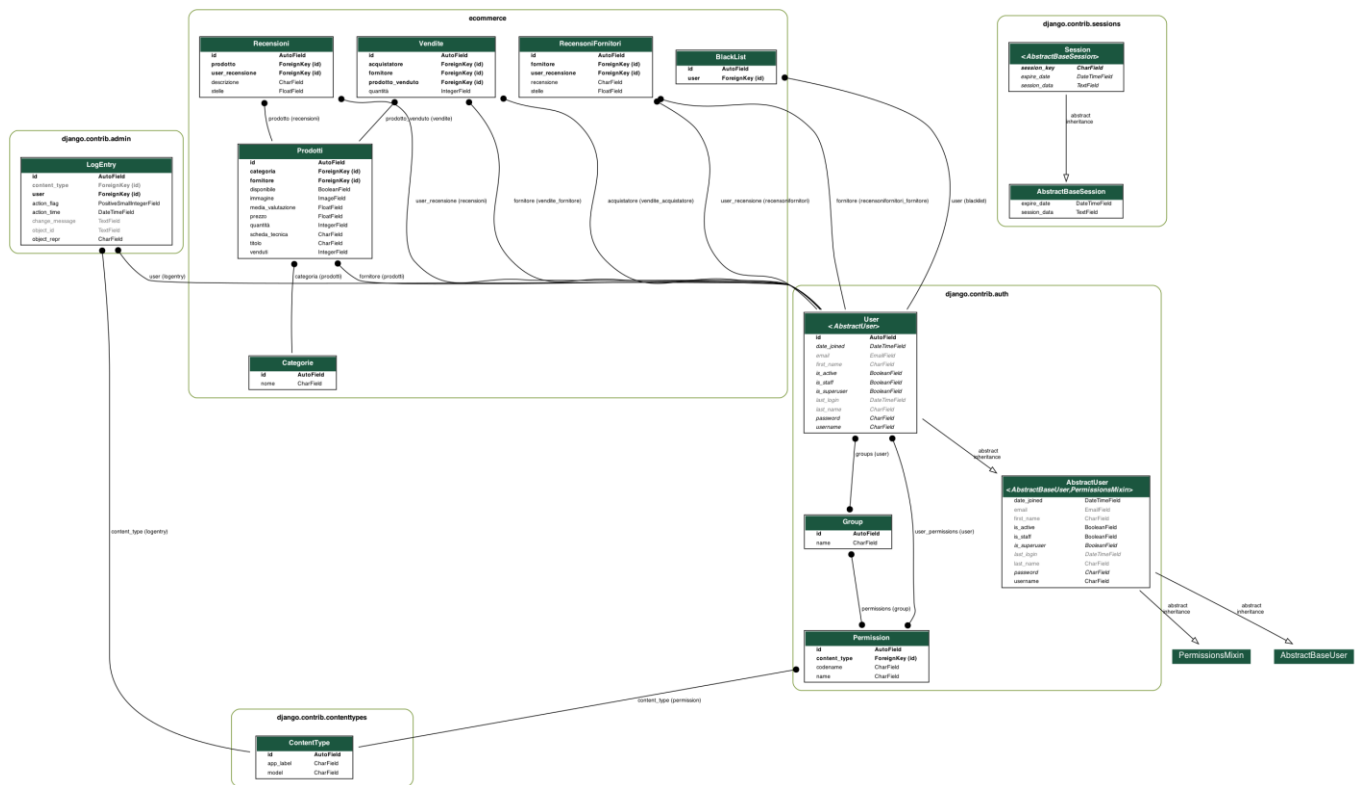 ecommerce
Recensioni
id AutoField
prodotto ForeignKey (id)
user_recensione ForeignKey (id)
descrizione CharField
stelle FloatField
Vendite
id AutoField
acquistatore ForeignKey (id)
fornitore ForeignKey (id)
prodotto_venduto ForeignKey (id)
quantità IntegerField
RecensoniFornitori
id AutoField
fornitore ForeignKey (id)
user_recensione ForeignKey (id)
recensione CharField
stelle FloatField
BlackList
id AutoField
user ForeignKey (id)
django.contrib.sessions
Session
<AbstractBaseSession>
session_key CharField
expire_date DateTimeField
session_data TextField
abstract
inheritance
AbstractBaseSession
expire_date DateTimeField
session_data TextField
prodotto (recensioni)
prodotto_venduto (vendite)
django.contrib.admin
LogEntry
id AutoField
content_type ForeignKey (id)
user ForeignKey (id)
action_flag PositiveSmallIntegerField
action_time DateTimeField
change_message TextField
object_id TextField
object_repr CharField
Prodotti
id AutoField
categoria ForeignKey (id)
fornitore ForeignKey (id)
disponibile BooleanField
immagine ImageField
media_valutazione FloatField
prezzo FloatField
quantità IntegerField
scheda_tecnica CharField
titolo CharField
venduti IntegerField
user_recensione (recensioni)
fornitore (vendite_fornitore)
acquistatore (vendite_acquistatore)
user_recensione (recensonifornitori)
fornitore (recensonifornitori_fornitore)
user (blacklist)
user (logentry)
categoria (prodotti)
fornitore (prodotti)
Categorie
id AutoField
nome CharField
django.contrib.auth
User
<AbstractUser>
id AutoField
date_joined DateTimeField
email EmailField
first_name CharField
is_active BooleanField
is_staff BooleanField
is_superuser BooleanField
last_login DateTimeField
last_name CharField
password CharField
username CharField
groups (user)
abstract
inheritance
AbstractUser
<AbstractBaseUser,PermissionsMixin>
date_joined DateTimeField
email EmailField
first_name CharField
is_active BooleanField
is_staff BooleanField
is_superuser BooleanField
last_login DateTimeField
last_name CharField
password CharField
username CharField
Group
id AutoField
name CharField
content_type (logentry)
user_permissions (user)
permissions (group)
abstract
inheritance
abstract
inheritance
Permission
id AutoField
content_type ForeignKey (id)
codename CharField
name CharField
PermissionsMixin
AbstractBaseUser
content_type (permission)
django.contrib.contenttypes
ContentType
id AutoField
app_label CharField
model CharField